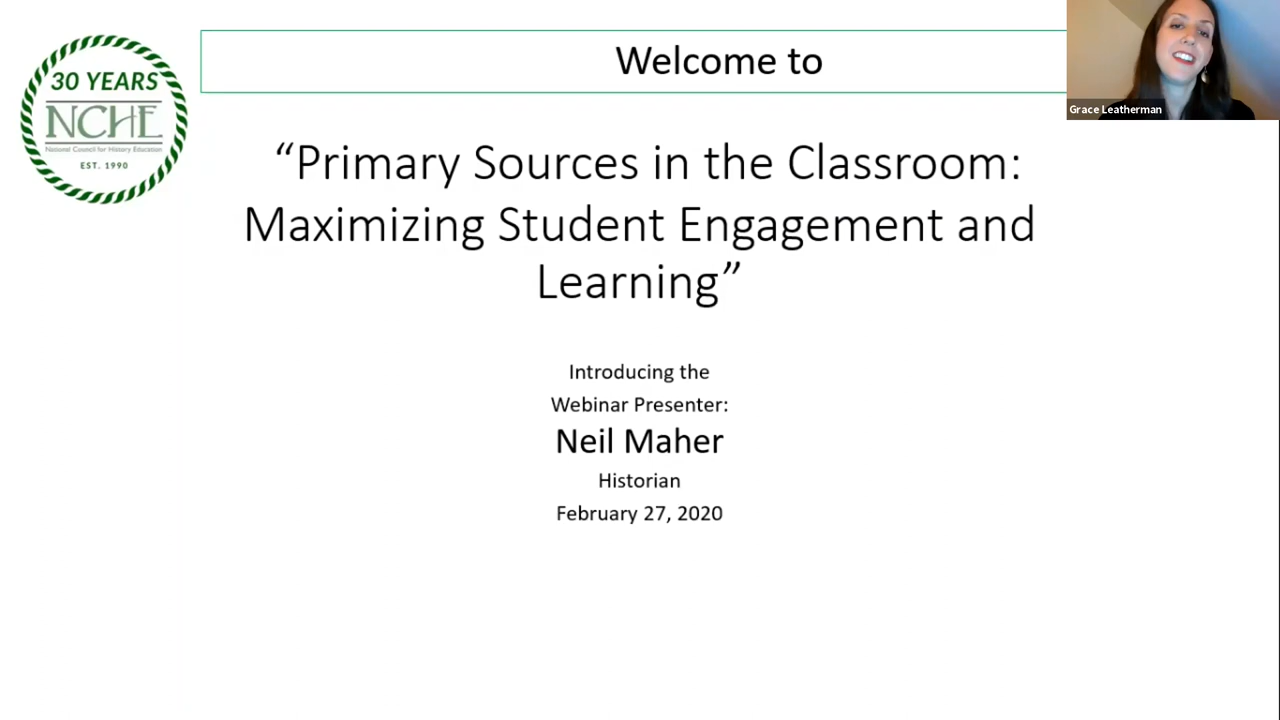 Welcome to
30 YEARS
NCHE
National Council for History Education
EST. 1990
Grace Leatherman
“Primary Sources in the Classroom:
Maximizing Student Engagement and
Learning”
Introducing the
Webinar Presenter:
Neil Maher
Historian
February 27, 2020